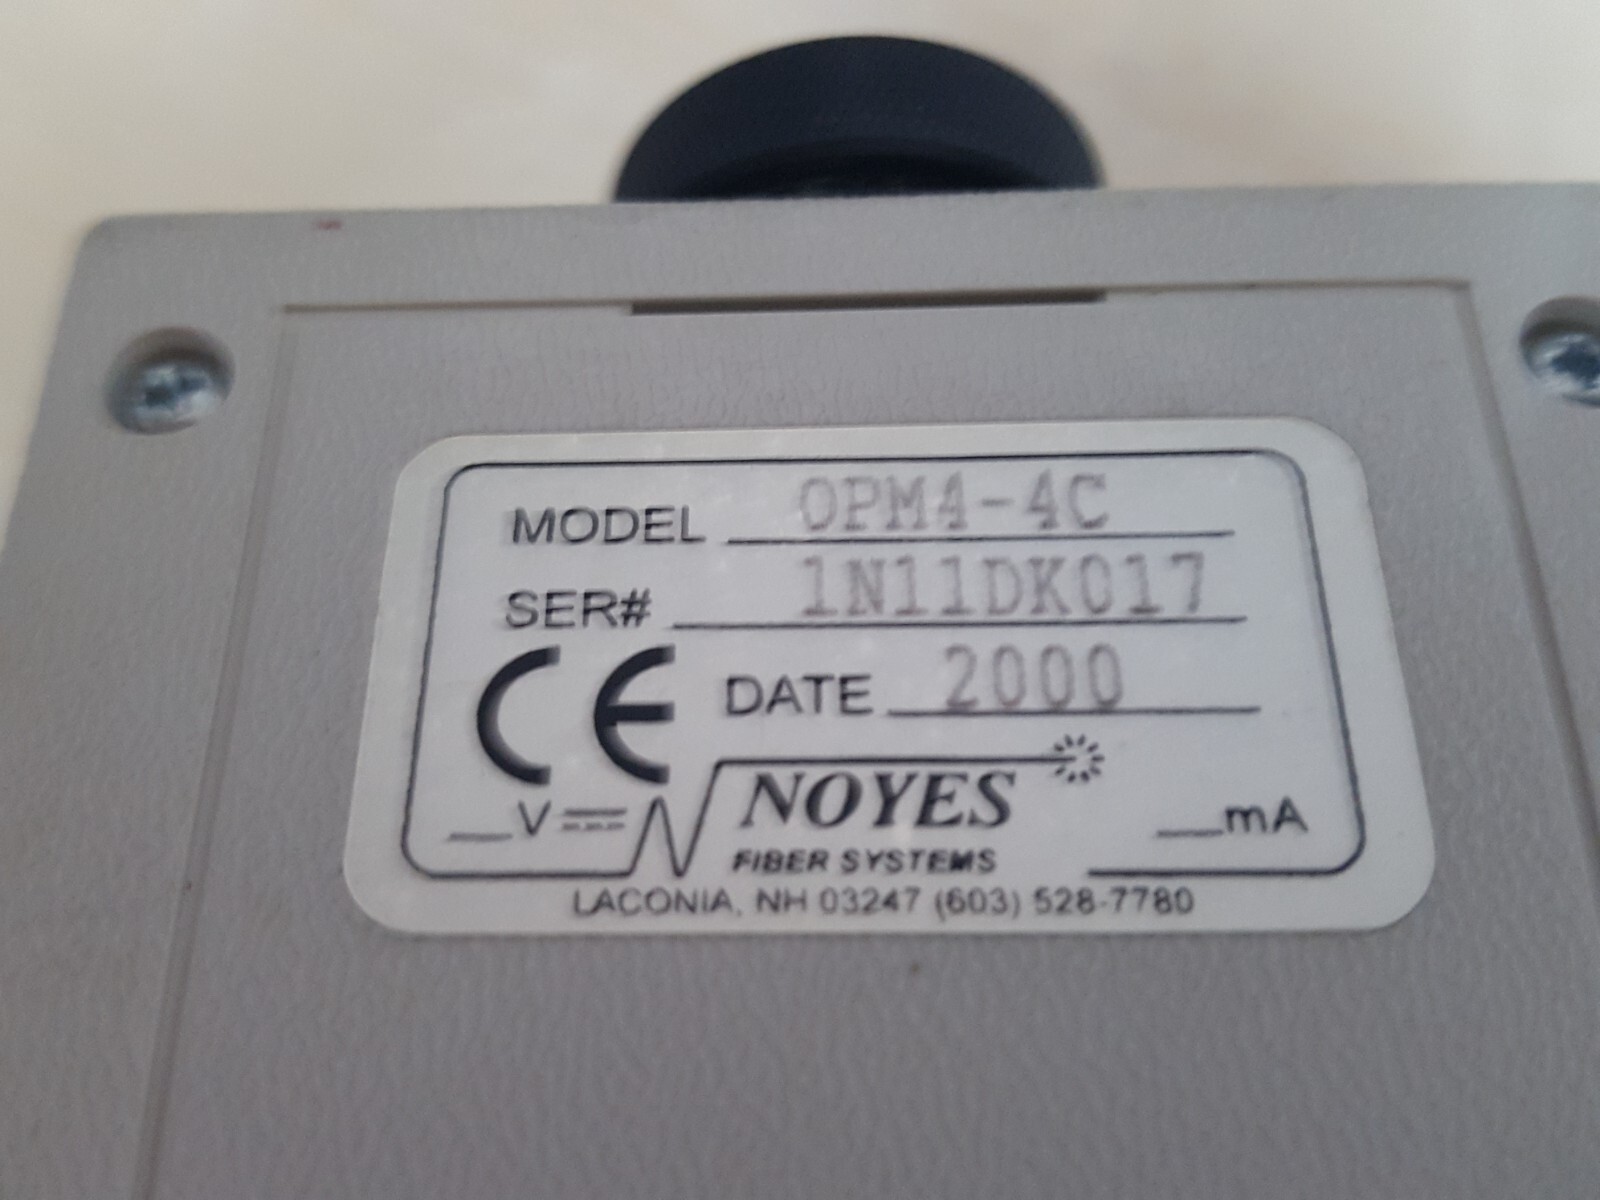 MODEL OPM4-4C
SER# 1N11DK017
CE DATE 2000
__V NOYES __mA
FIBER SYSTEMS
LACONIA, NH 03247 (603) 528-7780